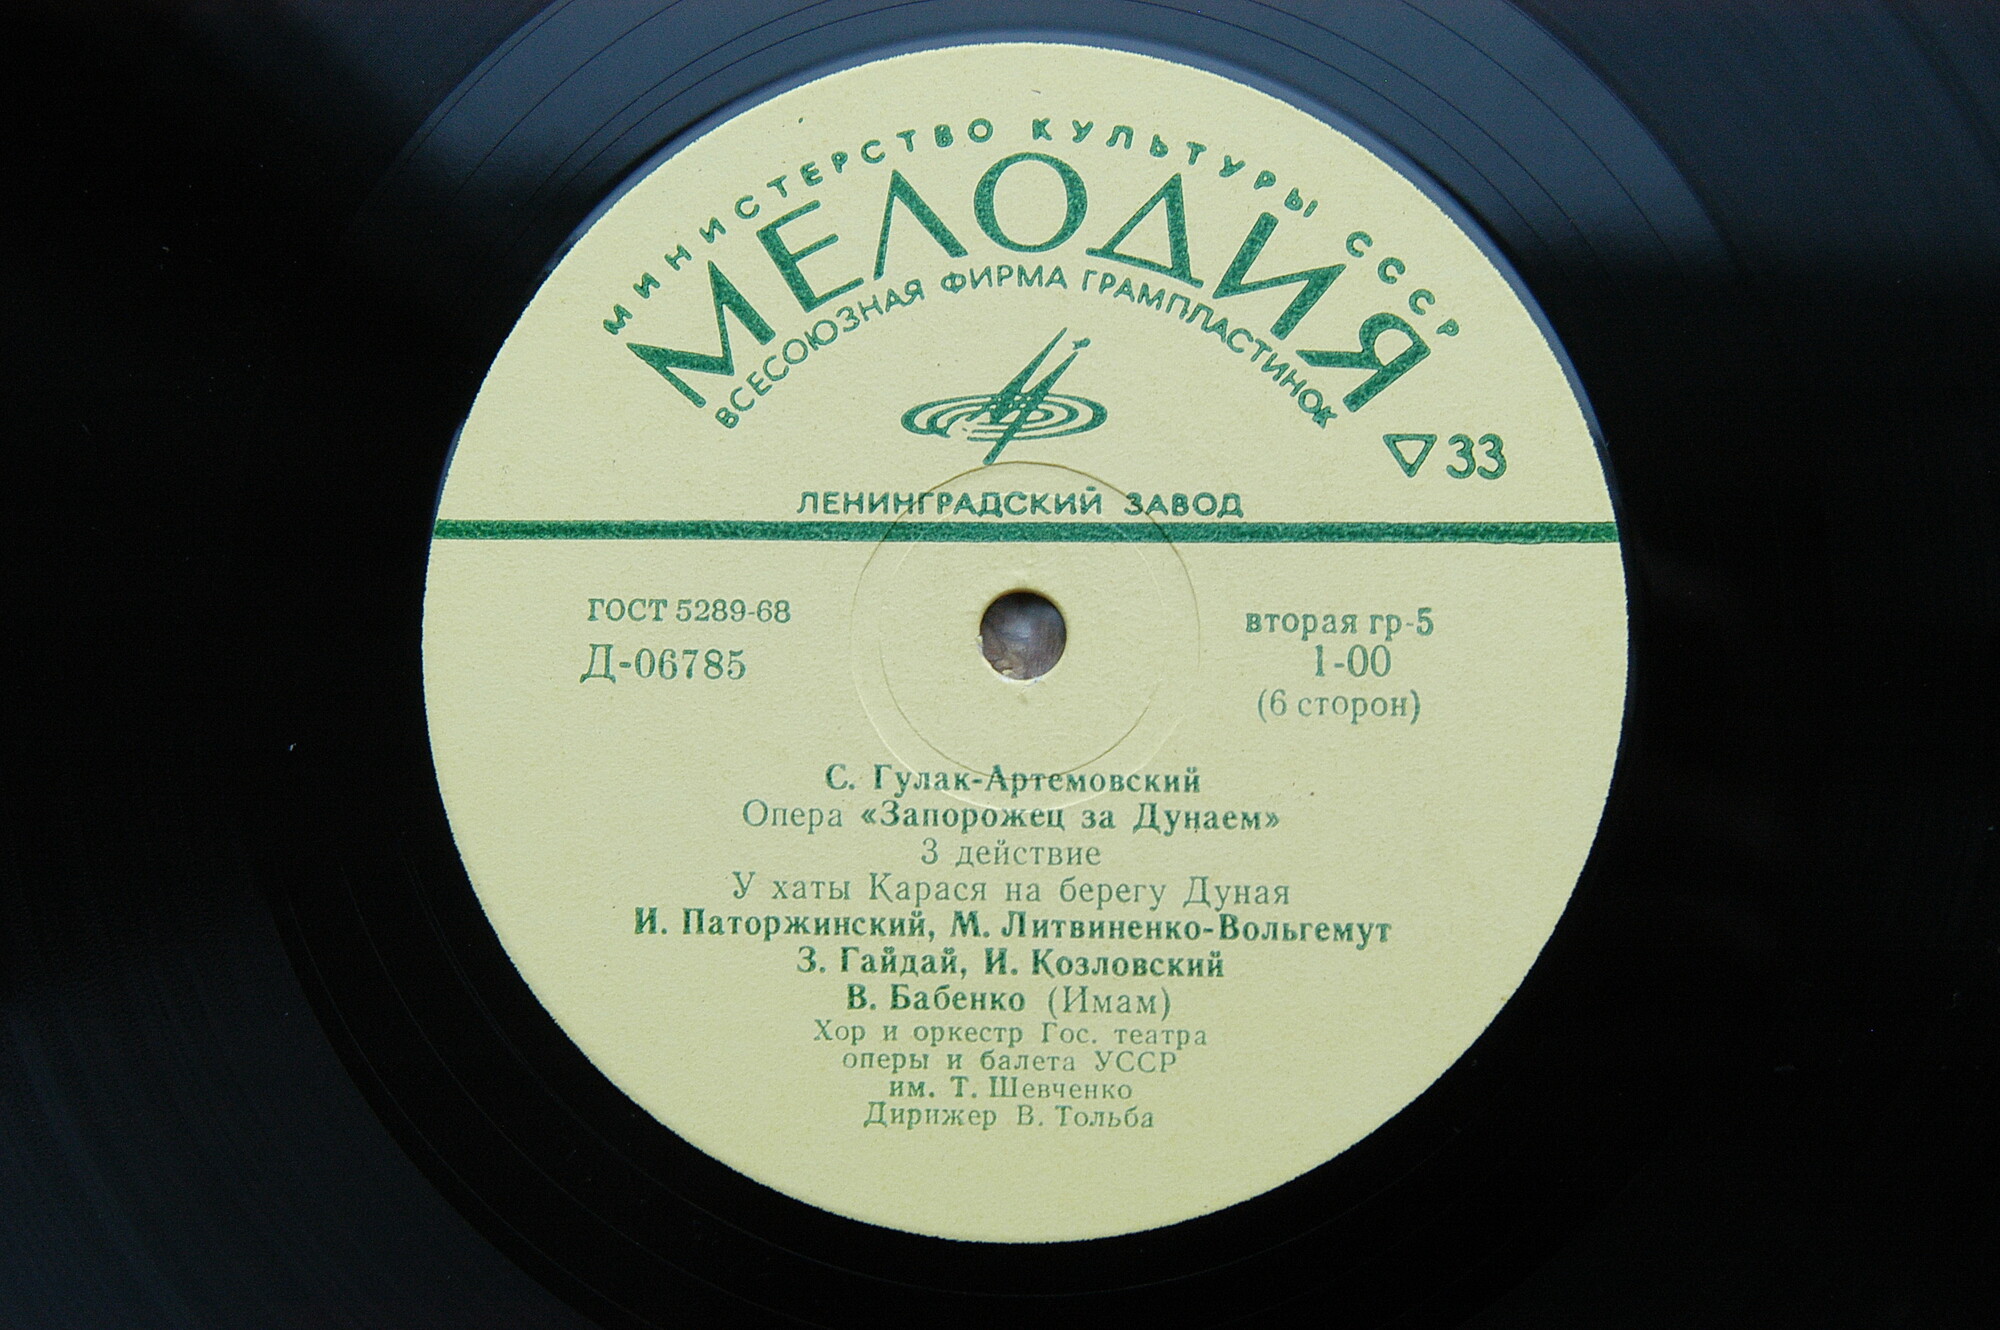 МИНИСТЕРСТВО КУЛЬТУРЫ СССР
МЕЛОДИЯ
ВСЕСОЮЗНАЯ ФИРМА ГРАМПЛАСТИНОК
33
ЛЕНИНГРАДСКИЙ ЗАВОД
ГОСТ 5289-68
Д-06785
вторая гр-5
1-00
(6 сторон)
С. Гулак-Артемовский
Опера «Запорожец за Дунаем»
3 действие
У хаты Карася на берегу Дуная
И. Паторжинский, М. Литвиненко-Вольгемут
З. Гайдай, И. Козловский
В. Бабенко (Имам)
Хор и оркестр Гос. театра
оперы и балета УССР
им. Т. Шевченко
Дирижер В. Тольба